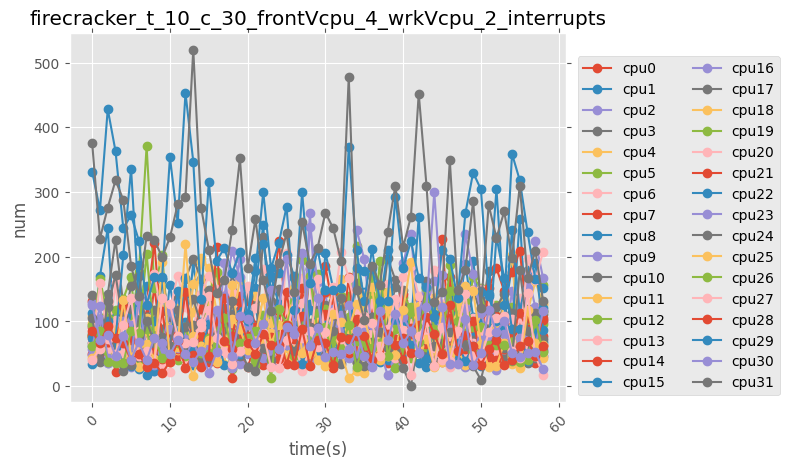 firecracker_t_10_c_30_frontVcpu_4_wrkVcpu_2_interrupts
500
400
300
200
100
0
num
0
10
20
30
40
50
60
time(s)
cpu0
cpu1
cpu2
cpu3
cpu4
cpu5
cpu6
cpu7
cpu8
cpu9
cpu10
cpu11
cpu12
cpu13
cpu14
cpu15
cpu16
cpu17
cpu18
cpu19
cpu20
cpu21
cpu22
cpu23
cpu24
cpu25
cpu26
cpu27
cpu28
cpu29
cpu30
cpu31